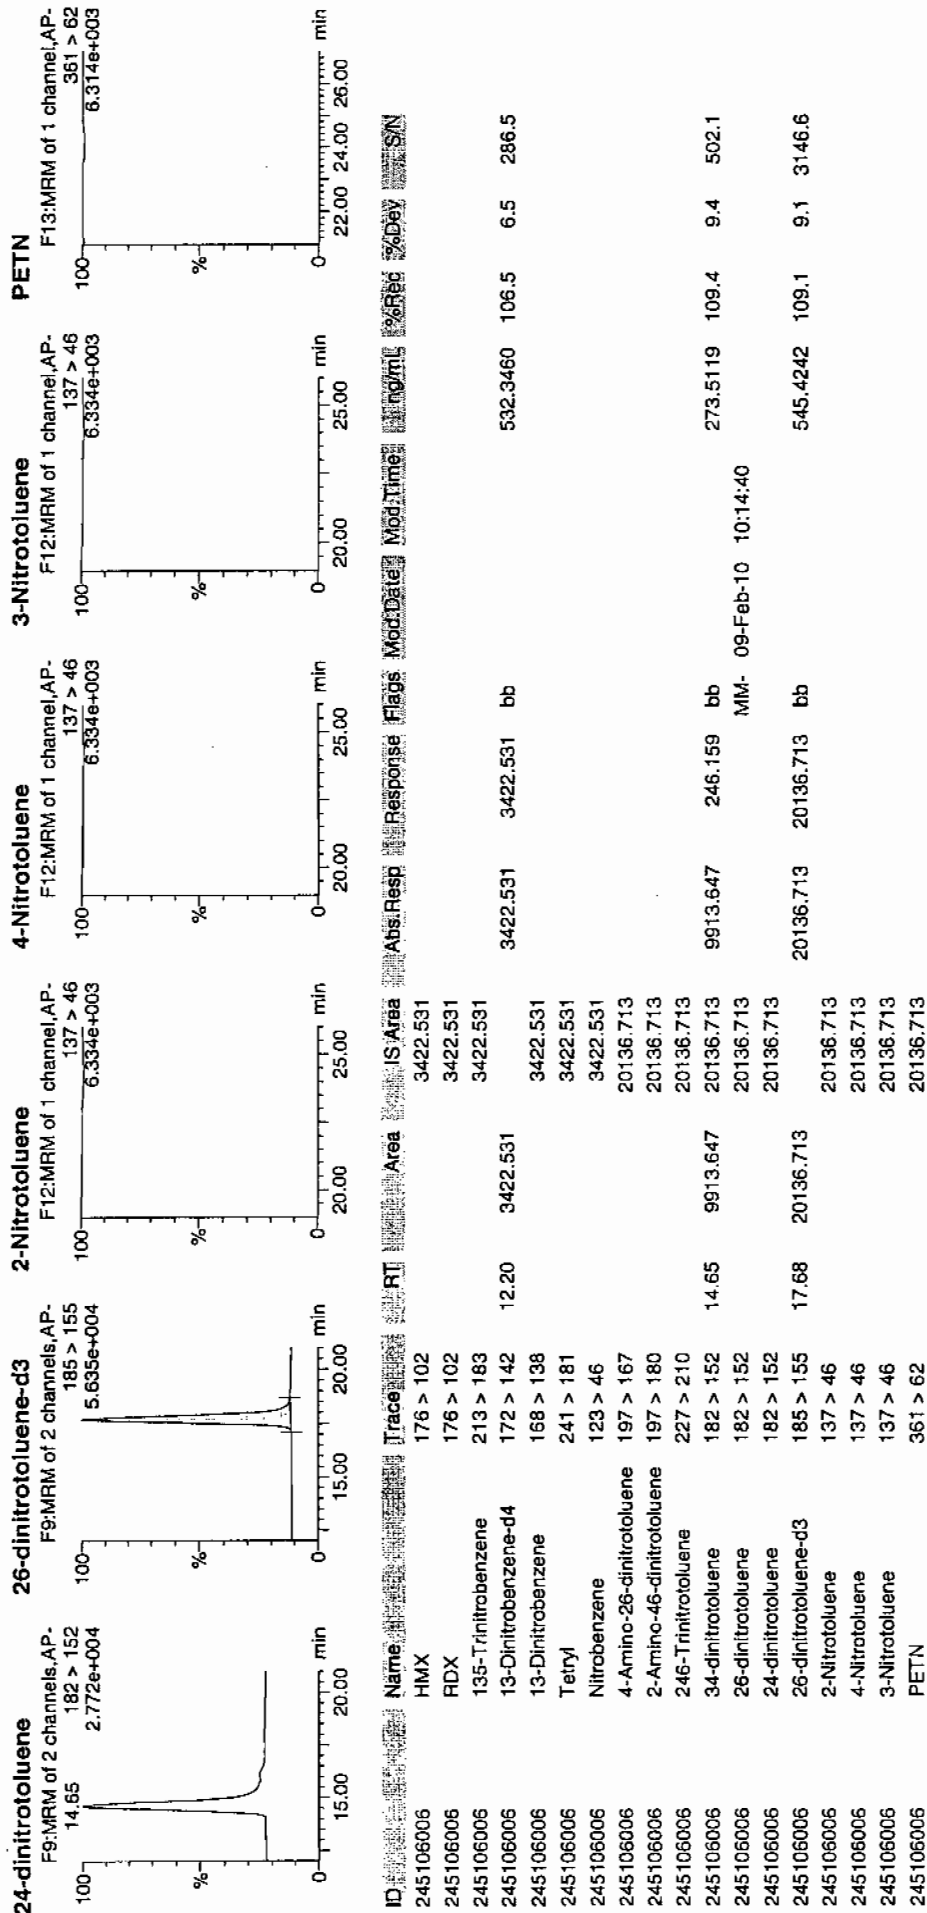 24-dinitrotoluene
F9:MRM of 2 channels,AP-
182 > 152
2.772e+004
14.65
100
%
0
15.00 20.00 min
26-dinitrotoluene-d3
F9:MRM of 2 channels,AP-
185 > 155
5.635e+004
100
%
0
15.00 20.00 min
2-Nitrotoluene
F12:MRM of 1 channel,AP-
137 > 46
6.334e+003
100
%
0
20.00 25.00 min
4-Nitrotoluene
F12:MRM of 1 channel,AP-
137 > 46
6.334e+003
100
%
0
20.00 25.00 min
3-Nitrotoluene
F12:MRM of 1 channel,AP-
137 > 46
6.334e+003
100
%
0
20.00 25.00 min
PETN
F13:MRM of 1 channel,AP-
361 > 62
6.314e+003
100
%
0
22.00 24.00 26.00 min
ID Name Trace RT Area IS Area Abs.Resp Response Flags Mod.Date Mod.Time ng/mL %Rec %Dev S/N
245106006 HMX 176 > 102 3422.531
245106006 RDX 176 > 102 3422.531
245106006 135-Trinitrobenzene 213 > 183 3422.531
245106006 13-Dinitrobenzene-d4 172 > 142 12.20 3422.531 3422.531 3422.531 bb 532.3460 106.5 6.5 286.5
245106006 13-Dinitrobenzene 168 > 138 3422.531
245106006 Tetryl 241 > 181 3422.531
245106006 Nitrobenzene 123 > 46 3422.531
245106006 4-Amino-26-dinitrotoluene 197 > 167 20136.713
245106006 2-Amino-46-dinitrotoluene 197 > 180 20136.713
245106006 246-Trinitrotoluene 227 > 210 20136.713
245106006 34-dinitrotoluene 182 > 152 14.65 9913.647 20136.713 9913.647 246.159 bb 273.5119 109.4 9.4 502.1
245106006 26-dinitrotoluene 182 > 152 20136.713 MM- 09-Feb-10 10:14:40
245106006 24-dinitrotoluene 182 > 152 20136.713
245106006 26-dinitrotoluene-d3 185 > 155 17.68 20136.713 20136.713 20136.713 bb 545.4242 109.1 9.1 3146.6
245106006 2-Nitrotoluene 137 > 46 20136.713
245106006 4-Nitrotoluene 137 > 46 20136.713
245106006 3-Nitrotoluene 137 > 46 20136.713
245106006 PETN 361 > 62 20136.713